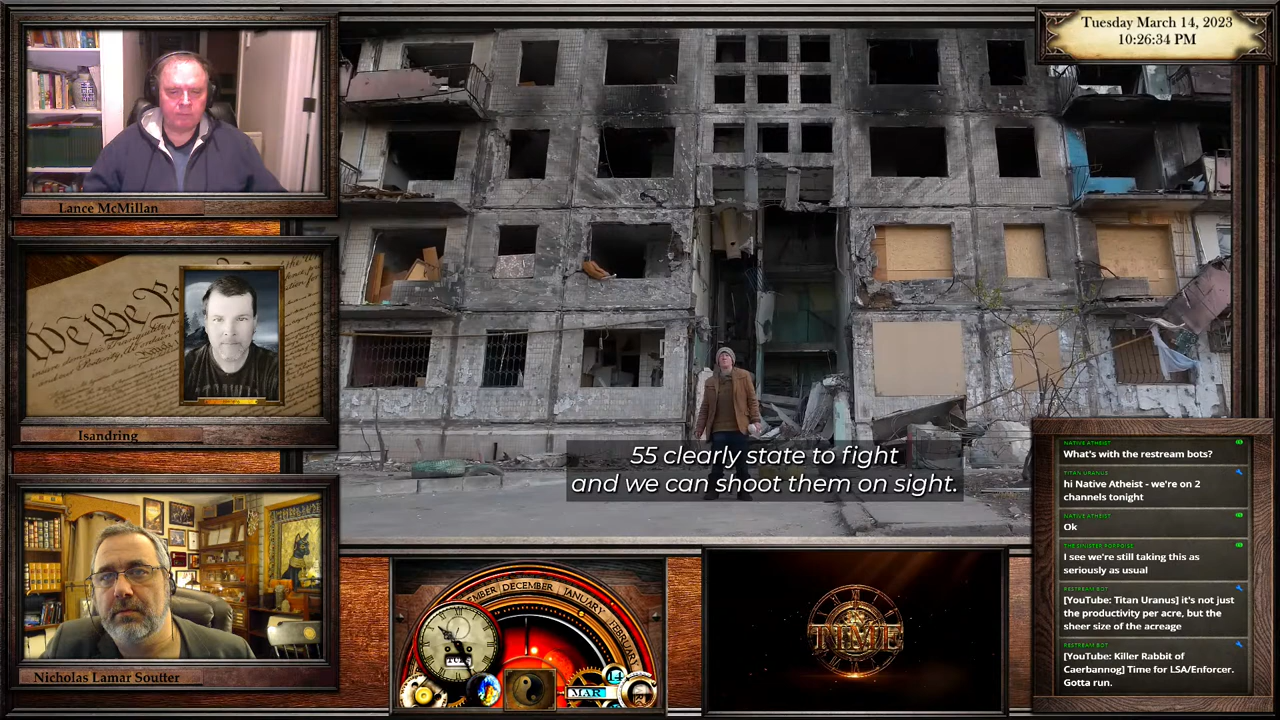 Tuesday March 14, 2023
10:26:34 PM
Lance McMillan
We the P
Isandring
Nicholas Lamar Soutter
55 clearly state to fight
and we can shoot them on sight.
DECEMBER JANUARY
FEBRUARY
MAR
14
TIME
NATIVE ATHEIST
What's with the restream bots?
TITAN URANUS
hi Native Atheist - we're on 2
channels tonight
NATIVE ATHEIST
Ok
THE SINISTER PORPOISE
I see we're still taking this as
seriously as usual
RESTREAM BOT
[YouTube: Titan Uranus] it's not just
the productivity per acre, but the
sheer size of the acreage
RESTREAM BOT
[YouTube: Killer Rabbit of
Caerbannog] Time for LSA/Enforcer.
Gotta run.